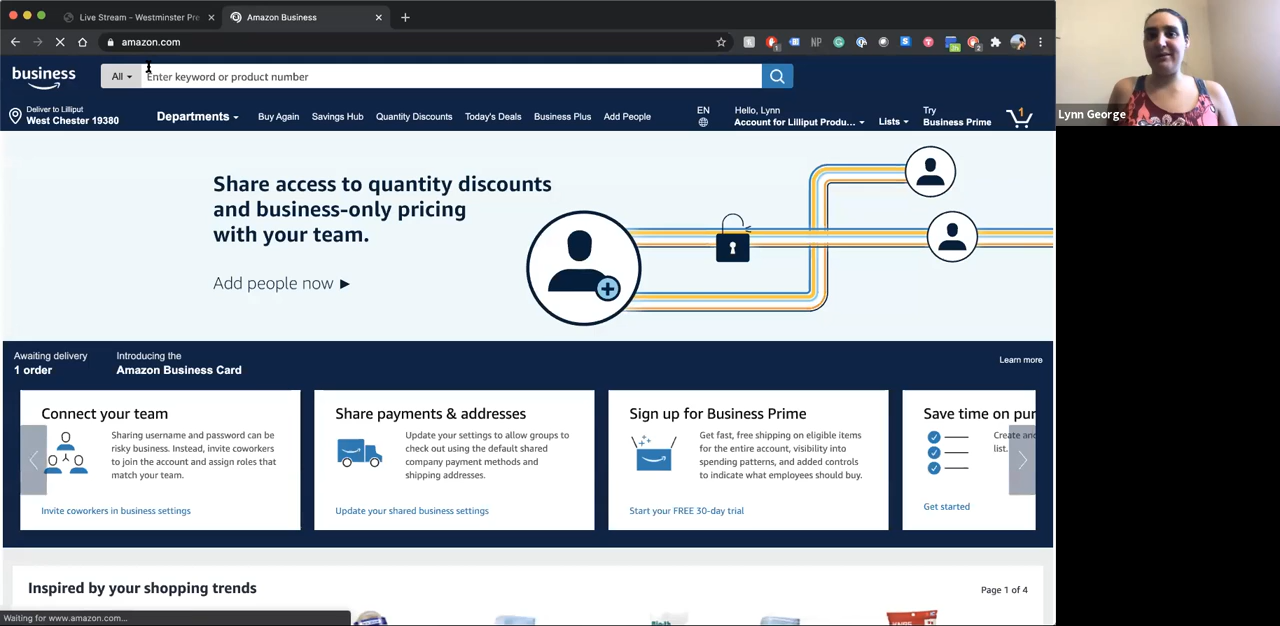 Live Stream - Westminster Pre
Amazon Business
amazon.com
NP
business
All
Enter keyword or product number
Deliver to Lilliput
West Chester 19380
Departments
Buy Again
Savings Hub
Quantity Discounts
Today's Deals
Business Plus
Add People
EN
Hello, Lynn
Account for Lilliput Produ...
Lists
Try
Business Prime
1
Share access to quantity discounts
and business-only pricing
with your team.
Add people now
Awaiting delivery
1 order
Introducing the
Amazon Business Card
Learn more
Connect your team
Sharing username and password can be
risky business. Instead, invite coworkers
to join the account and assign roles that
match your team.
Invite coworkers in business settings
Share payments & addresses
Update your settings to allow groups to
check out using the default shared
company payment methods and
shipping addresses.
Update your shared business settings
Sign up for Business Prime
Get fast, free shipping on eligible items
for the entire account, visibility into
spending patterns, and added controls
to indicate what employees should buy.
Start your FREE 30-day trial
Save time on pur
Create and
list.
Get started
Inspired by your shopping trends
Page 1 of 4
Waiting for www.amazon.com...
Lynn George